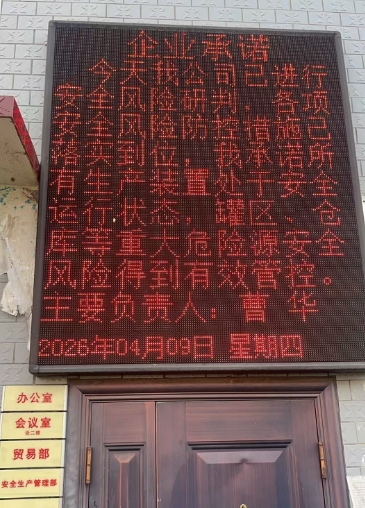 企业承诺
今天我公司已进行
安全风险研判，各项
安全风险防控措施已
落实到位，我承诺所
有生产装置处于安全
运行状态，罐区、仓
库等重大危险源安全
风险得到有效管控。
主要负责人：曹 华
2026年04月09日 星期四
办公室
会议室
贸易部
安全生产管理部